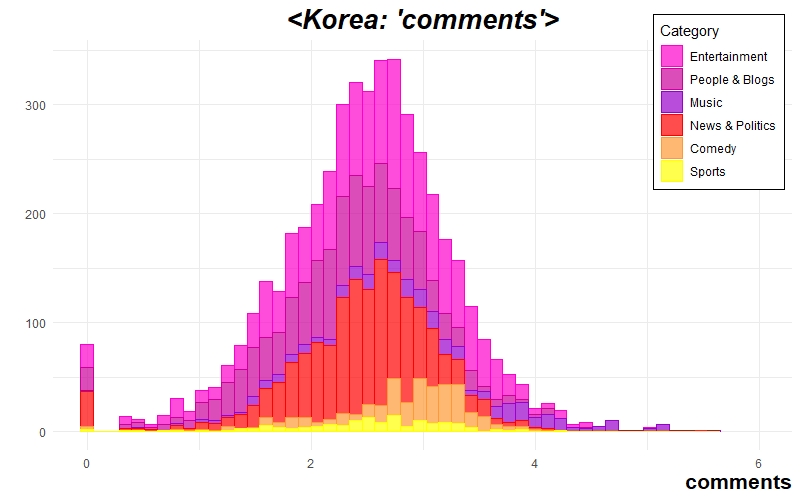 <Korea: 'comments'>
Category
Entertainment
People & Blogs
Music
News & Politics
Comedy
Sports
300
200
100
0
0 2 4 6
comments